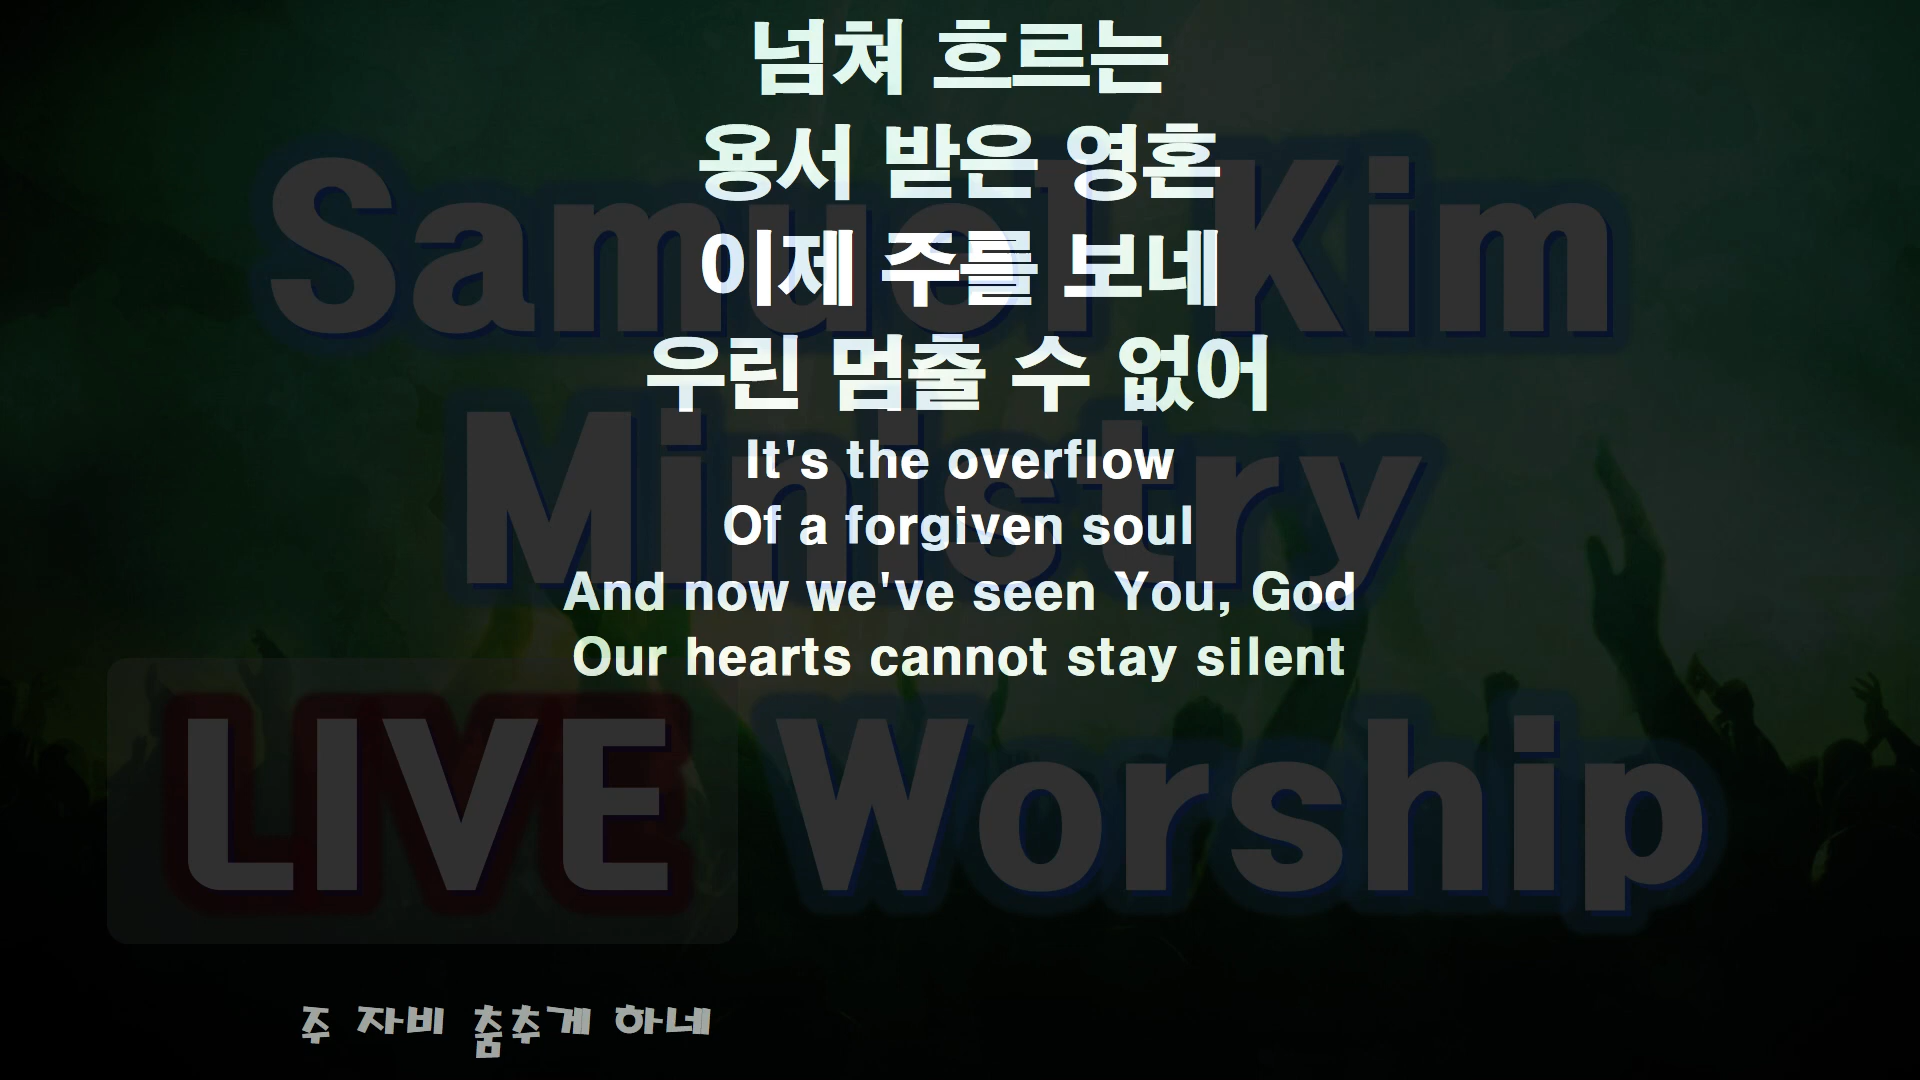 넘쳐 흐르는
용서 받은 영혼
이제 주를 보네
우린 멈출 수 없어
It's the overflow
Of a forgiven soul
And now we've seen You, God
Our hearts cannot stay silent
Samuel Kim
Ministry
LIVE Worship
주 자비 춤추게 하네